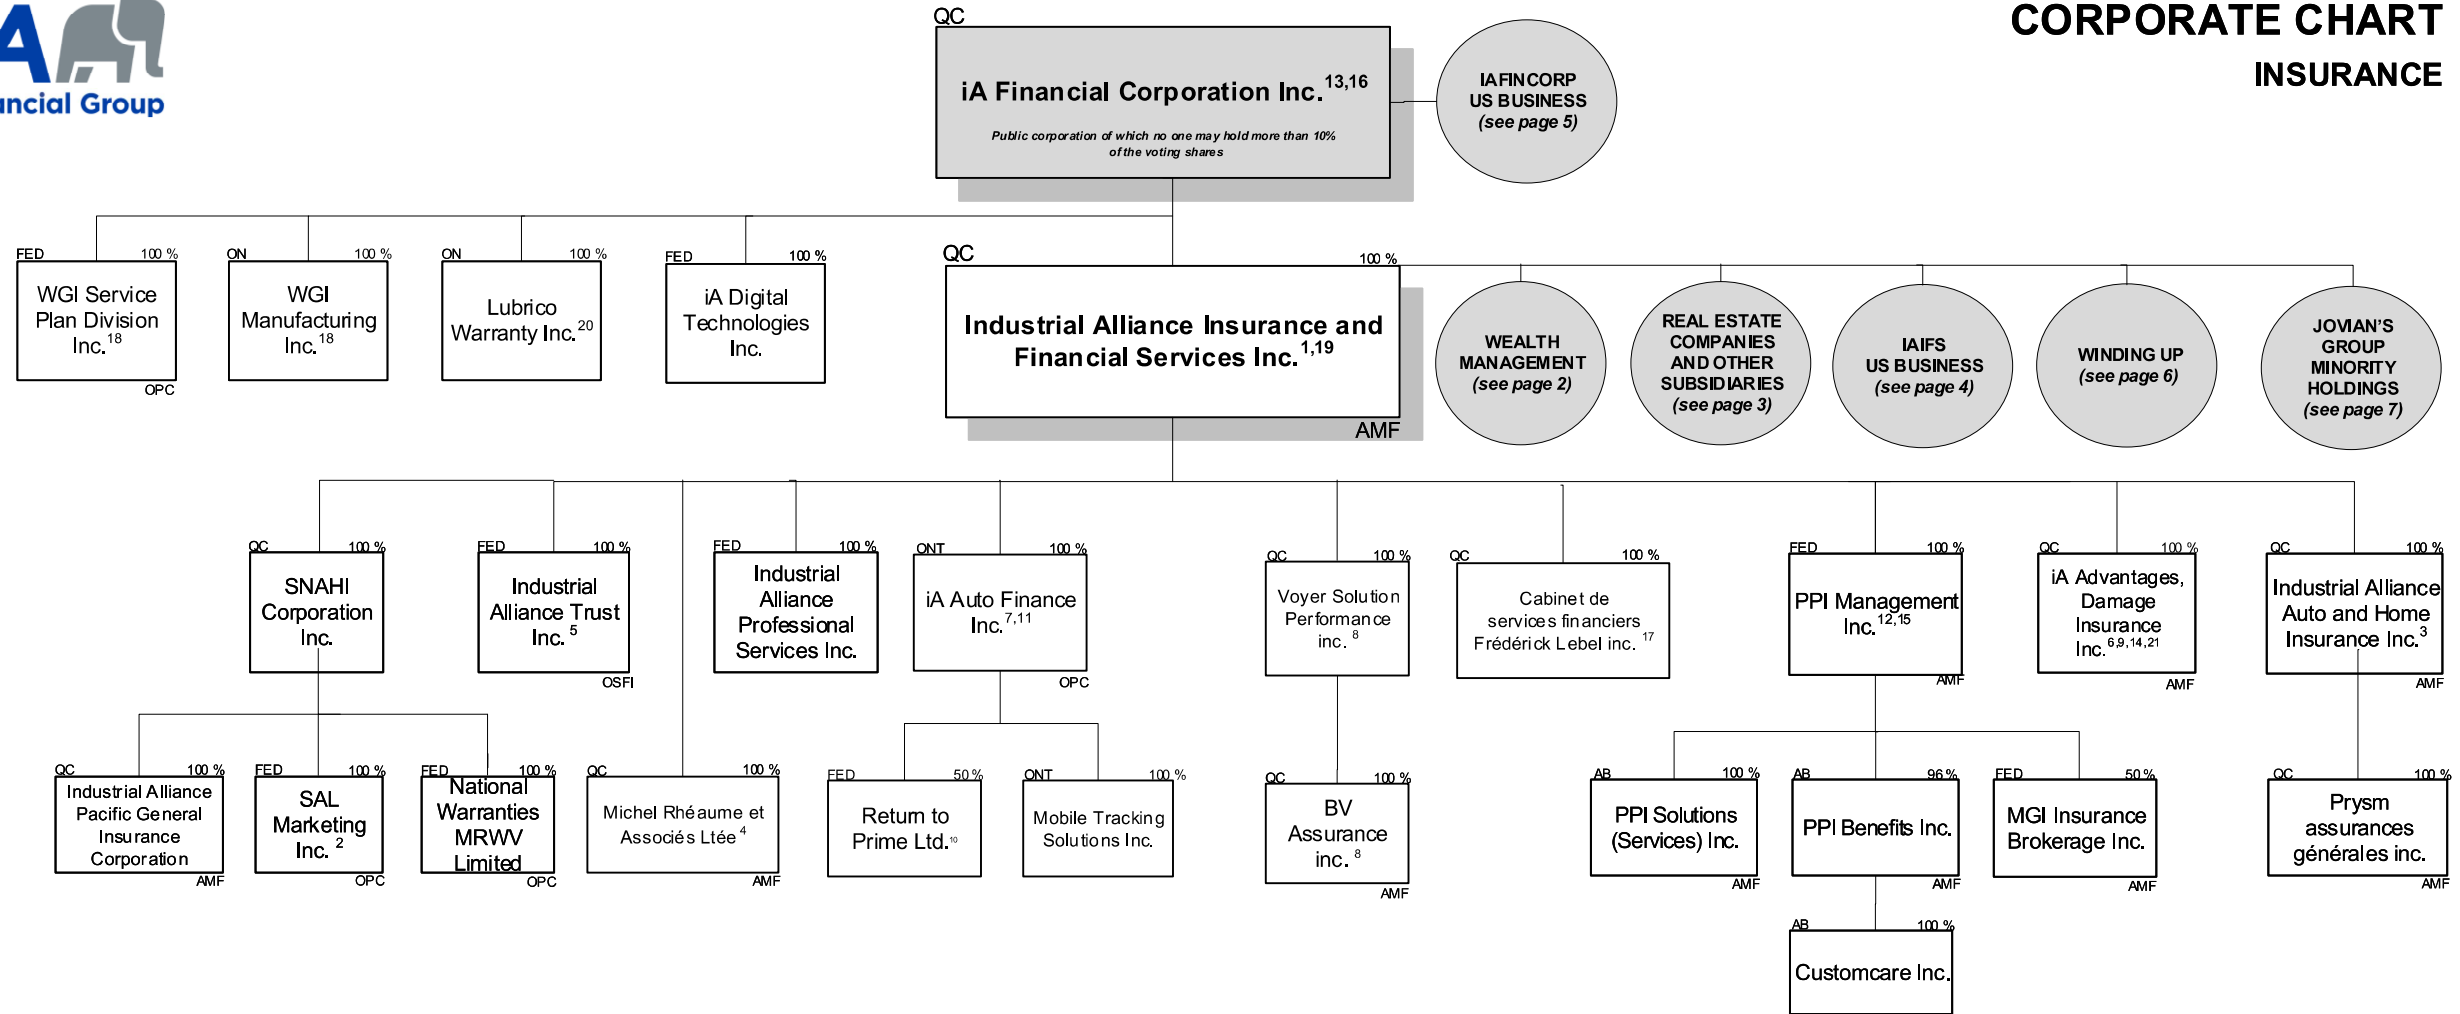 A
ncial Group
CORPORATE CHART
INSURANCE
QC
iA Financial Corporation Inc.13,16
Public corporation of which no one may hold more than 10%
of the voting shares
IAFINCORP
US BUSINESS
(see page 5)
FED 100 %
WGI Service
Plan Division
Inc.18
OPC
ON 100 %
WGI
Manufacturing
Inc.18
ON 100 %
Lubrico
Warranty Inc.20
FED 100 %
iA Digital
Technologies
Inc.
QC 100 %
Industrial Alliance Insurance and
Financial Services Inc.1,19
AMF
WEALTH
MANAGEMENT
(see page 2)
REAL ESTATE
COMPANIES
AND OTHER
SUBSIDIARIES
(see page 3)
IAIFS
US BUSINESS
(see page 4)
WINDING UP
(see page 6)
JOVIAN’S
GROUP
MINORITY
HOLDINGS
(see page 7)
QC 100 %
SNAHI
Corporation
Inc.
FED 100 %
Industrial
Alliance Trust
Inc. 5
OSFI
FED 100 %
Industrial
Alliance
Professional
Services Inc.
ONT 100 %
iA Auto Finance
Inc.7,11
OPC
QC 100 %
Voyer Solution
Performance
inc. 8
QC 100 %
Cabinet de
services financiers
Frédérick Lebel inc. 17
FED 100 %
PPI Management
Inc.12,15
AMF
QC 100 %
iA Advantages,
Damage
Insurance
Inc.6,9,14,21
AMF
QC 100 %
Industrial Alliance
Auto and Home
Insurance Inc.3
AMF
QC 100 %
Industrial Alliance
Pacific General
Insurance
Corporation
AMF
FED 100 %
SAL
Marketing
Inc. 2
OPC
FED 100 %
National
Warranties
MRWV
Limited
OPC
QC 100 %
Michel Rhéaume et
Associés Ltée 4
AMF
FED 50 %
Return to
Prime Ltd.10
ONT 100 %
Mobile Tracking
Solutions Inc.
QC 100 %
BV
Assurance
inc. 8
AMF
AB 100 %
PPI Solutions
(Services) Inc.
AMF
AB 96 %
PPI Benefits Inc.
AMF
FED 50 %
MGI Insurance
Brokerage Inc.
AMF
QC 100 %
Prysm
assurances
générales inc.
AMF
AB 100 %
Customcare Inc.